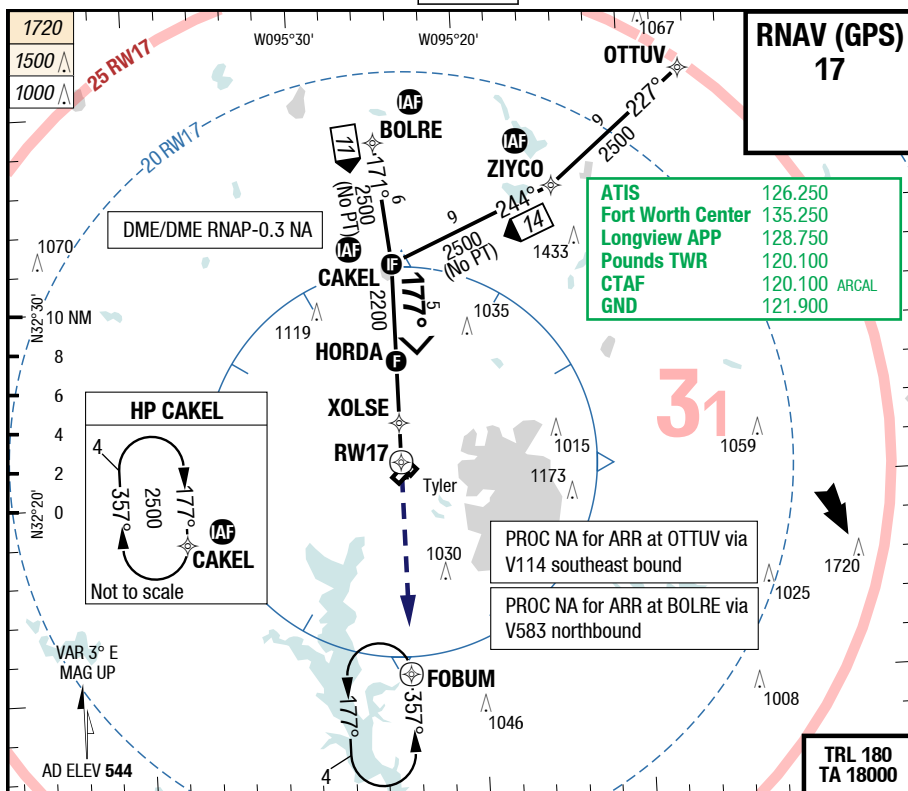 1720
1500
1000
25 RW17
20 RW17
W095°30'
W095°20'
1067
OTTUV
RNAV (GPS)
17
IAF
BOLRE
11
171°
6
2500
(No PT)
IAF
ZIYCO
9
227°
2500
244°
14
9
2500
(No PT)
1433
ATIS 126.250
Fort Worth Center 135.250
Longview APP 128.750
Pounds TWR 120.100
CTAF 120.100 ARCAL
GND 121.900
DME/DME RNAP-0.3 NA
1070
IAF
CAKEL
IF
177°
5
2200
1119
1035
N32°30'
10 NM
8
6
4
2
0
N32°20'
HORDA
F
XOLSE
RW17
Tyler
31
1015
1173
1059
HP CAKEL
4
357°
2500
177°
IAF
CAKEL
Not to scale
1030
PROC NA for ARR at OTTUV via
V114 southeast bound
PROC NA for ARR at BOLRE via
V583 northbound
1720
1025
1008
VAR 3° E
MAG UP
AD ELEV 544
FOBUM
177°
357°
4
1046
TRL 180
TA 18000